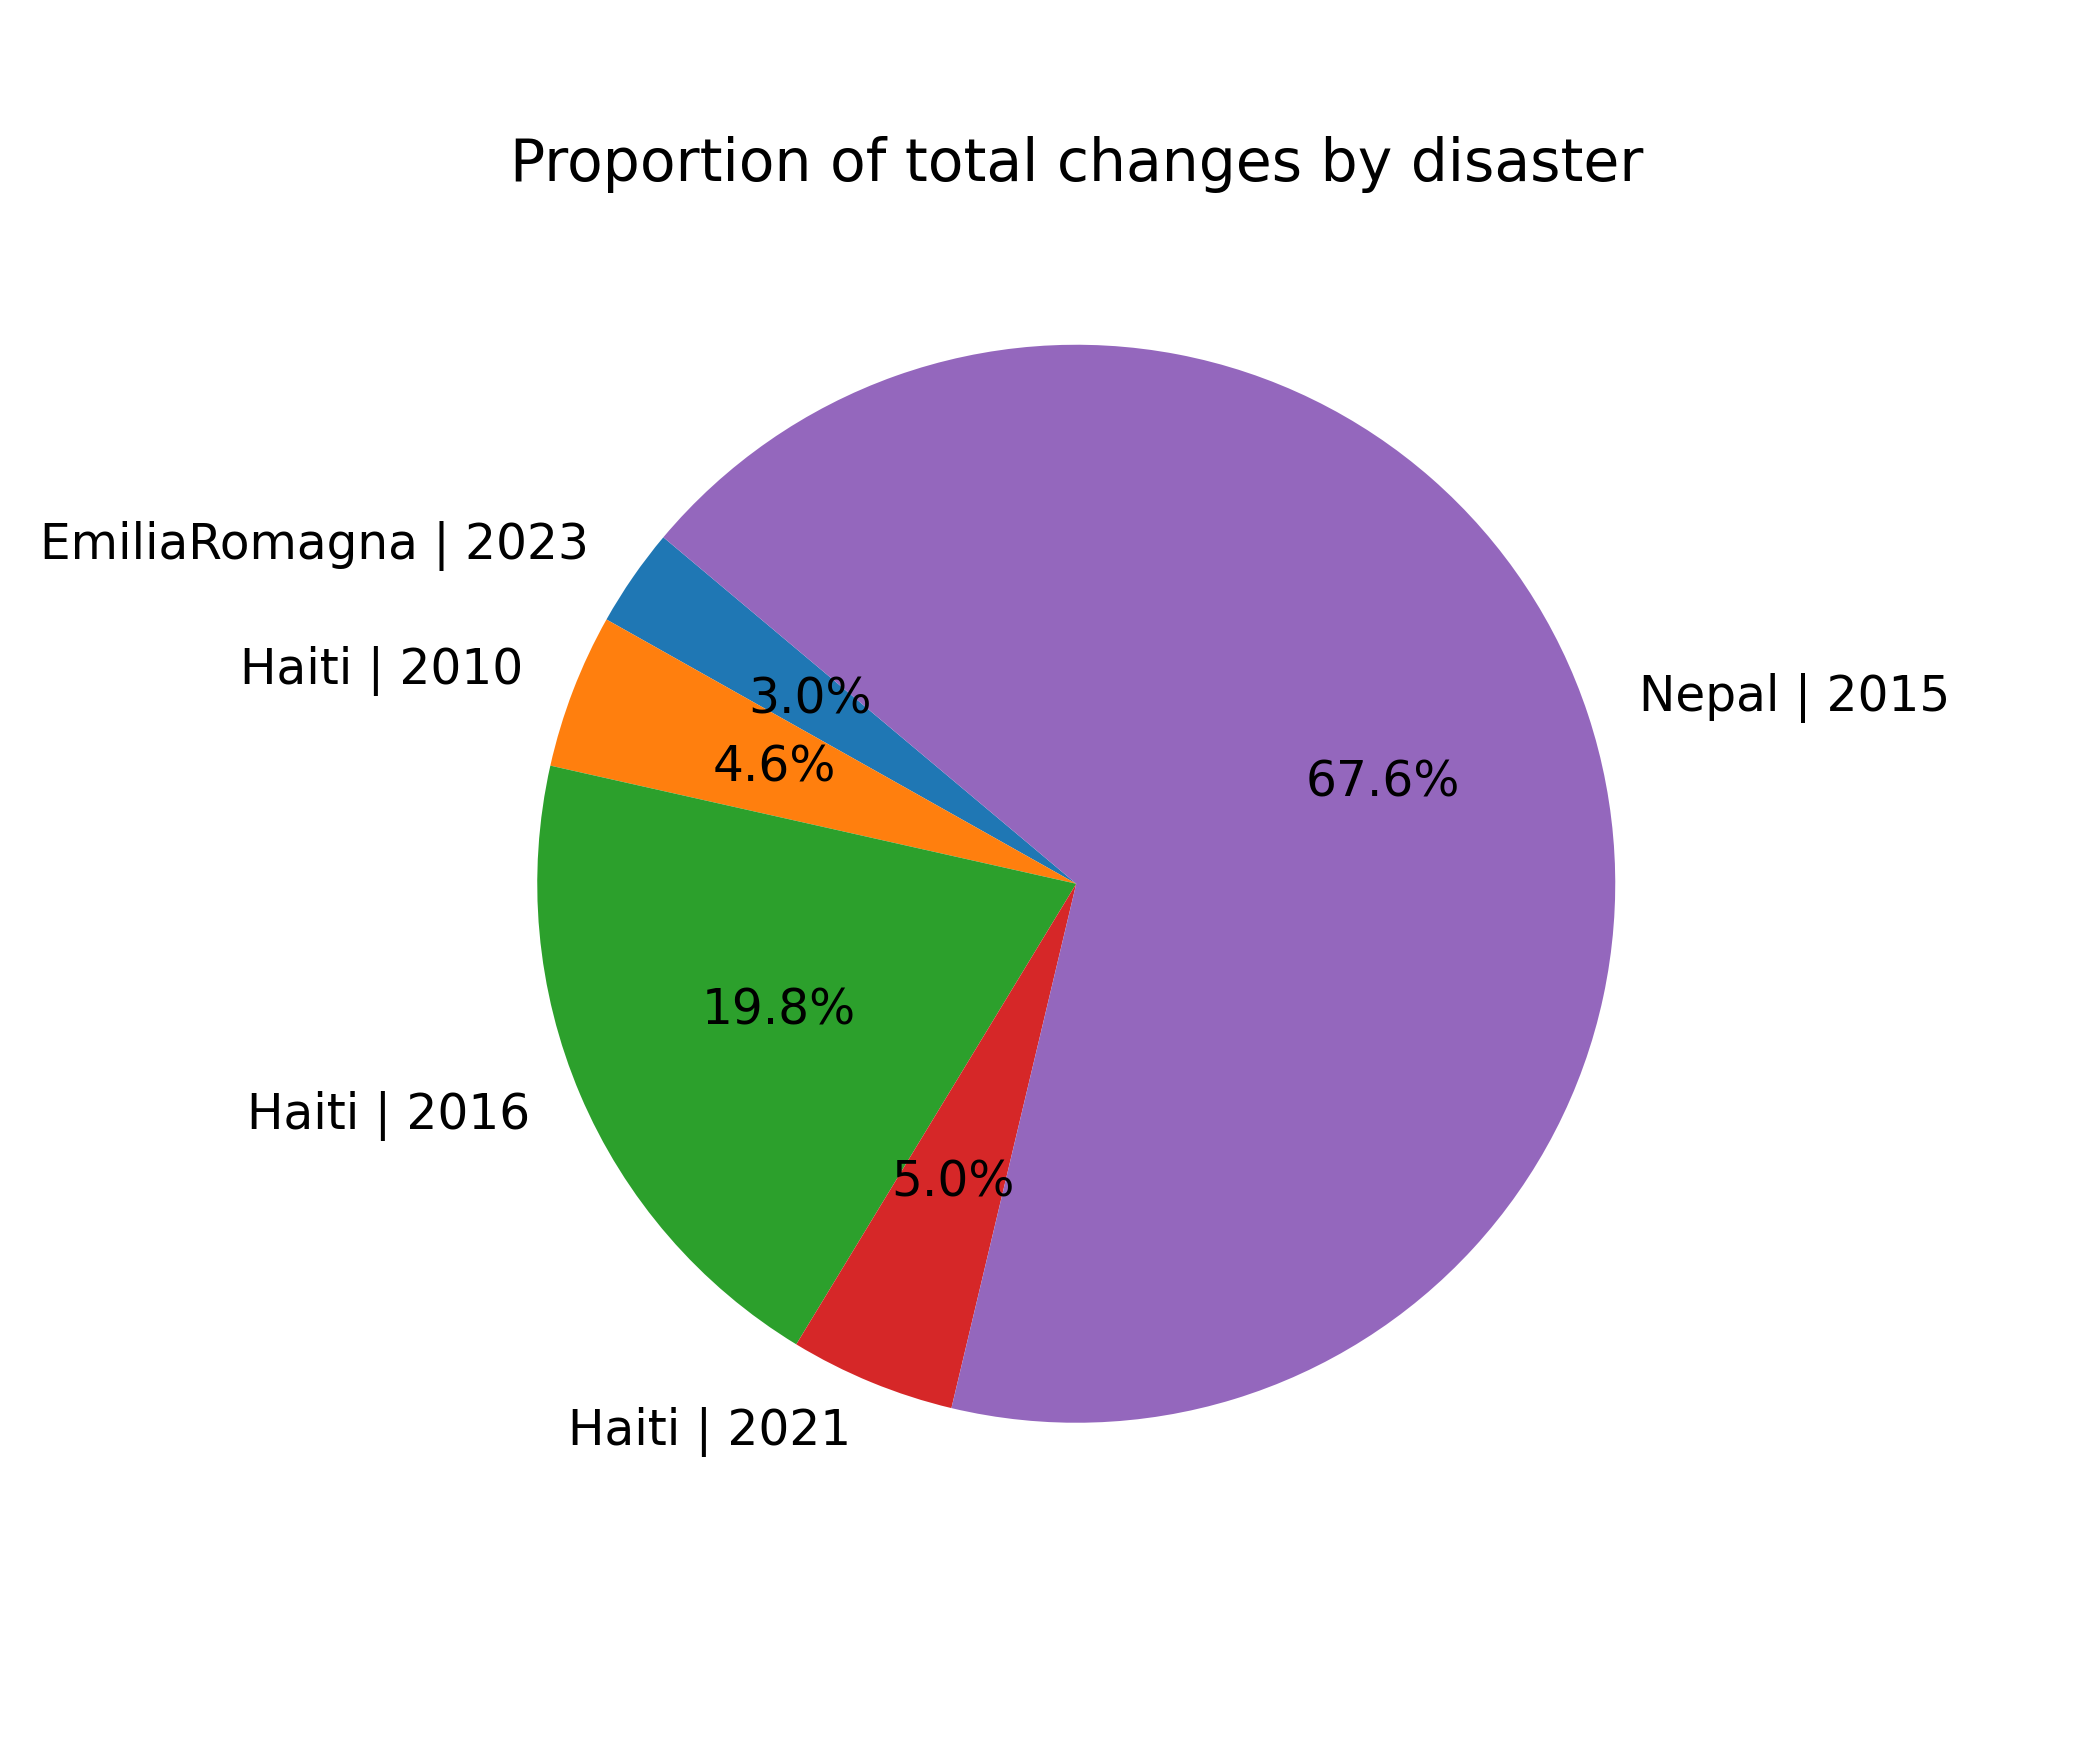 Proportion of total changes by disaster
EmiliaRomagna | 2023
Haiti | 2010
Nepal | 2015
3.0%
4.6%
67.6%
19.8%
Haiti | 2016
5.0%
Haiti | 2021